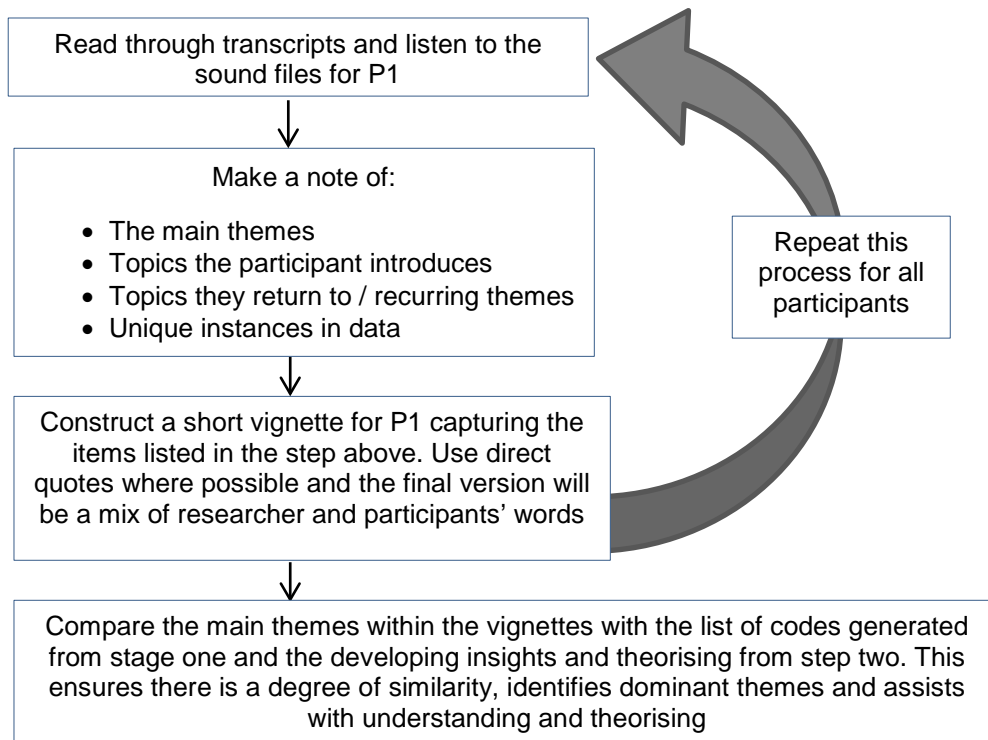 Read through transcripts and listen to the
sound files for P1
Make a note of:
• The main themes
• Topics the participant introduces
• Topics they return to / recurring themes
• Unique instances in data
Repeat this
process for all
participants
Construct a short vignette for P1 capturing the
items listed in the step above. Use direct
quotes where possible and the final version will
be a mix of researcher and participants’ words
Compare the main themes within the vignettes with the list of codes generated
from stage one and the developing insights and theorising from step two. This
ensures there is a degree of similarity, identifies dominant themes and assists
with understanding and theorising